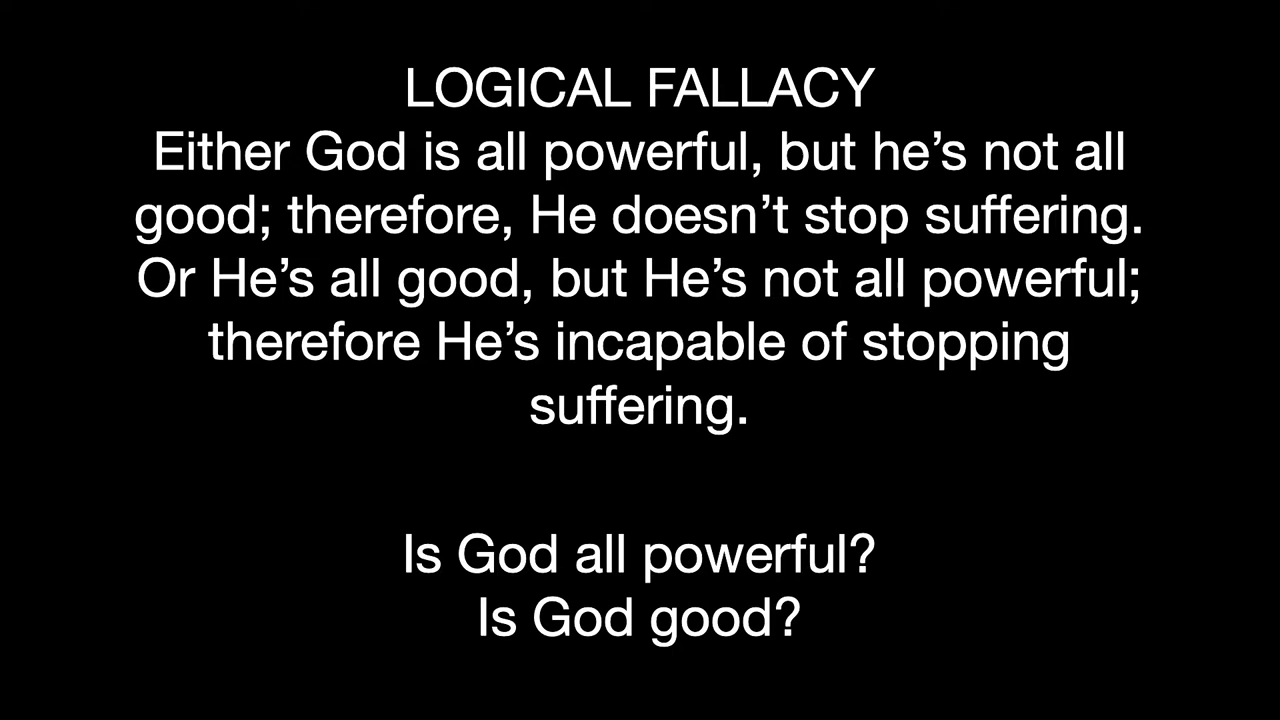 LOGICAL FALLACY
Either God is all powerful, but he’s not all
good; therefore, He doesn’t stop suffering.
Or He’s all good, but He’s not all powerful;
therefore He’s incapable of stopping
suffering.
Is God all powerful?
Is God good?